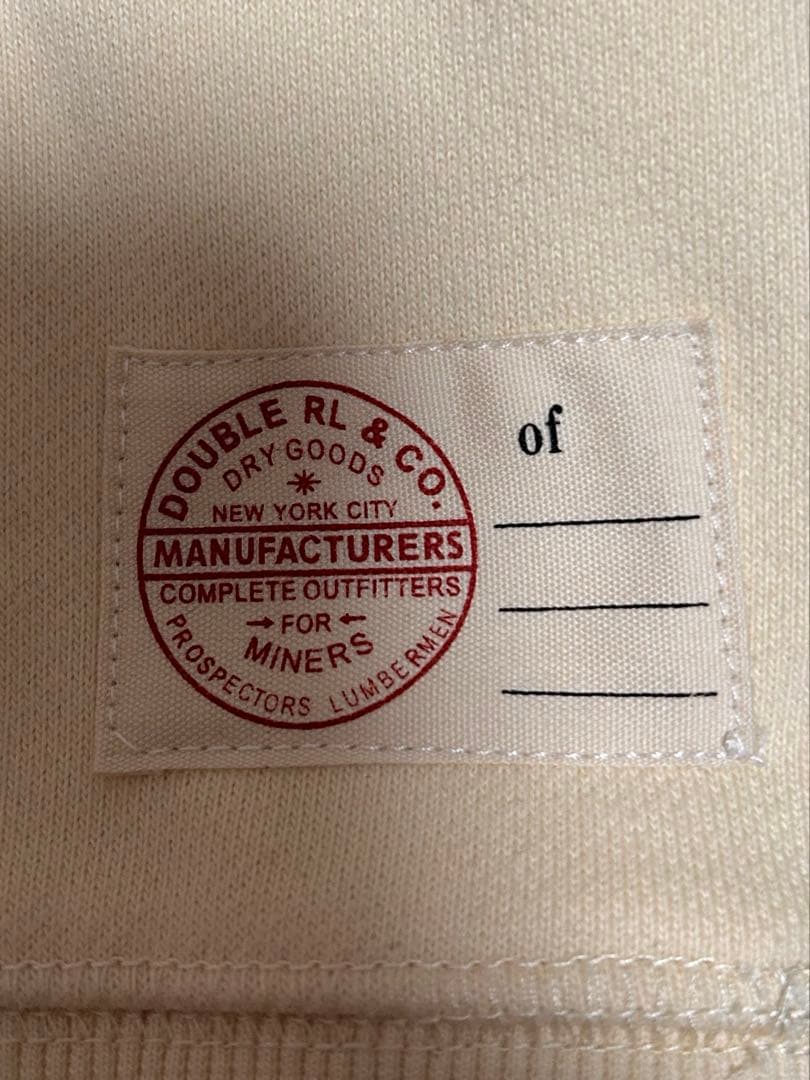 DOUBLE RL & CO.
DRY GOODS
NEW YORK CITY
MANUFACTURERS
COMPLETE OUTFITTERS
→ FOR ←
MINERS
PROSPECTORS LUMBERMEN
of